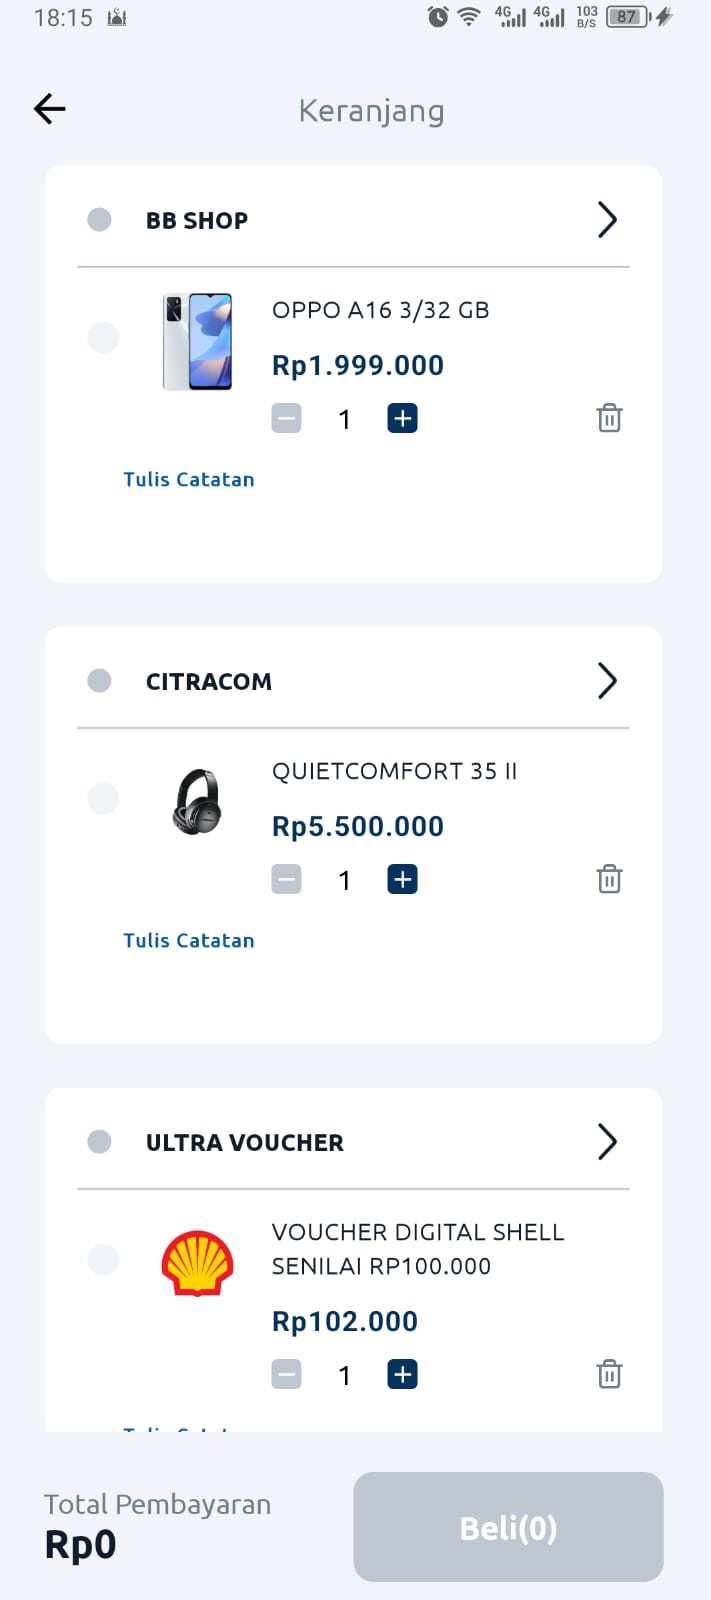 18:15
4G 4G 103 B/S 87
Keranjang
BB SHOP
OPPO A16 3/32 GB
Rp1.999.000
1
Tulis Catatan
CITRACOM
QUIETCOMFORT 35 II
Rp5.500.000
1
Tulis Catatan
ULTRA VOUCHER
VOUCHER DIGITAL SHELL
SENILAI RP100.000
Rp102.000
1
Total Pembayaran
Rp0
Beli(0)